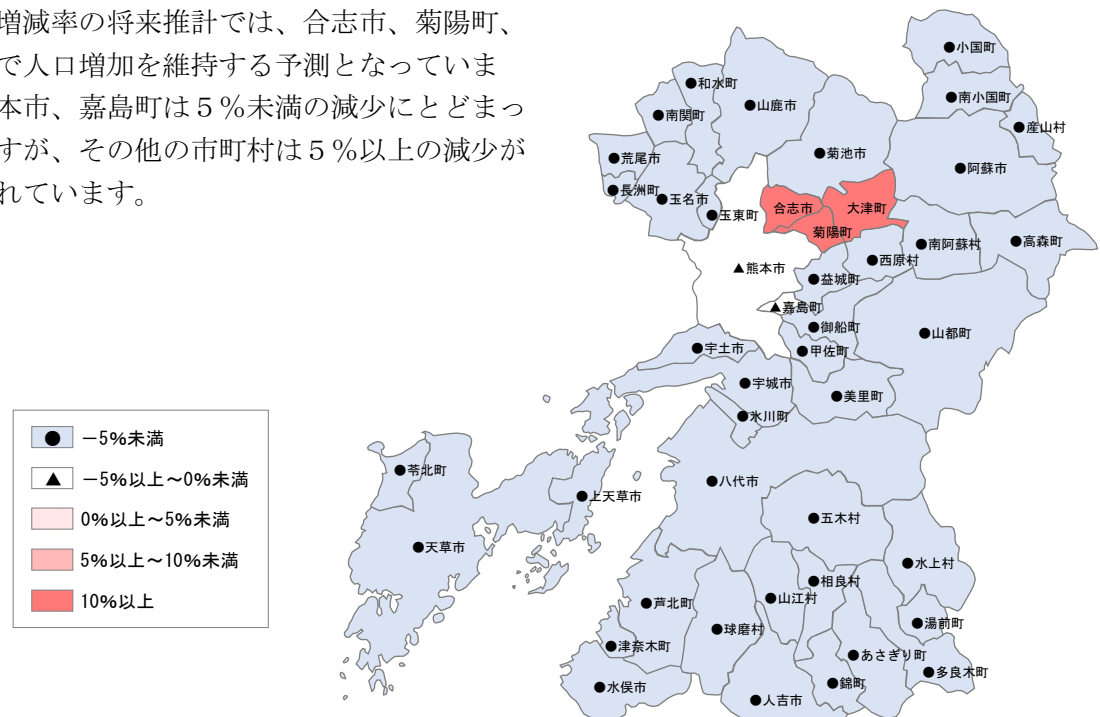 増減率の将来推計では、合志市、菊陽町、
で人口増加を維持する予測となっていま
本市、嘉島町は５％未満の減少にとどまっ
すが、その他の市町村は５％以上の減少が
れています。
●小国町
●和水町
●南小国町
●山鹿市
●南関町
●産山村
●菊池市
●荒尾市
●阿蘇市
●長洲町
●玉名市
合志市
大津町
●玉東町
菊陽町
●南阿蘇村
●高森町
●西原村
▲熊本市
●益城町
▲嘉島町
●御船町
●山都町
●宇土市
●甲佐町
●宇城市
●美里町
●氷川町
● －5%未満
▲ －5%以上～0%未満
0%以上～5%未満
5%以上～10%未満
10%以上
●苓北町
●八代市
●上天草市
●五木村
●天草市
●水上村
●相良村
●山江村
●芦北町
●湯前町
●球磨村
●津奈木町
●あさぎり町
●多良木町
●錦町
●水俣市
●人吉市